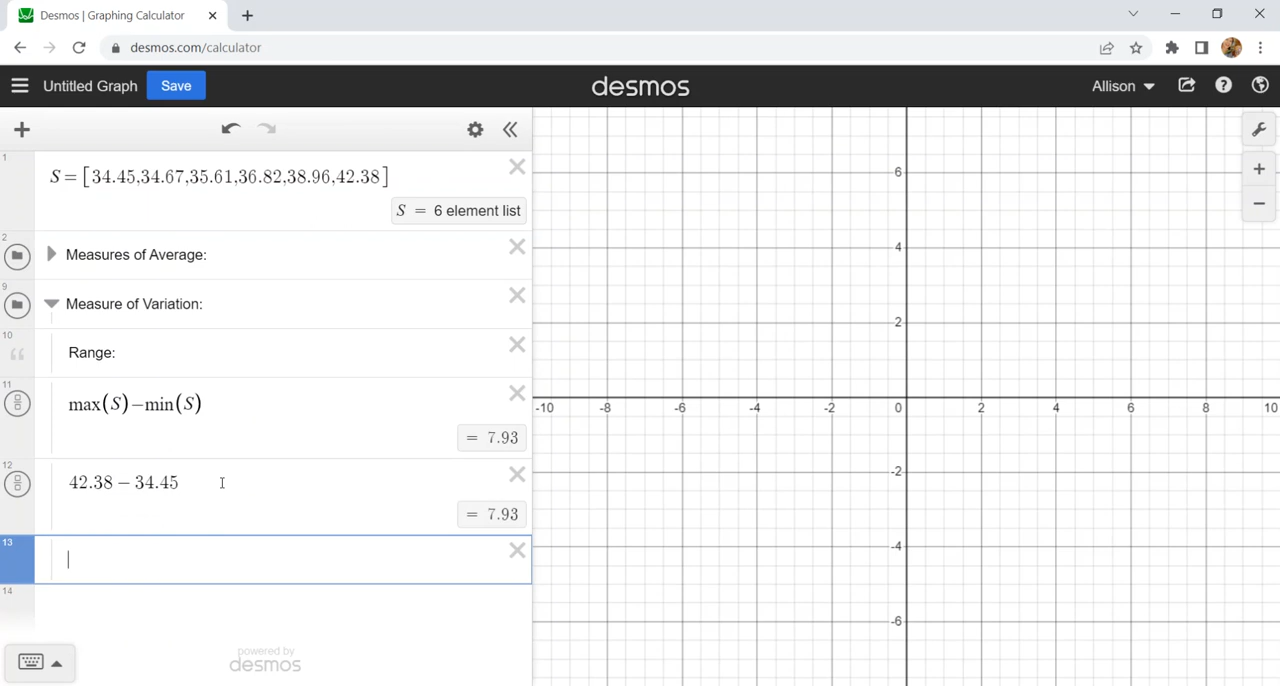 Desmos | Graphing Calculator
desmos.com/calculator
Untitled Graph Save desmos Allison
1
S = [34.45,34.67,35.61,36.82,38.96,42.38]
S = 6 element list
2
Measures of Average:
9
Measure of Variation:
10
Range:
11
max(S)−min(S)
= 7.93
12
42.38 − 34.45
= 7.93
13
14
powered by
desmos
6
4
2
-10 -8 -6 -4 -2 0 2 4 6 8 10
-2
-4
-6